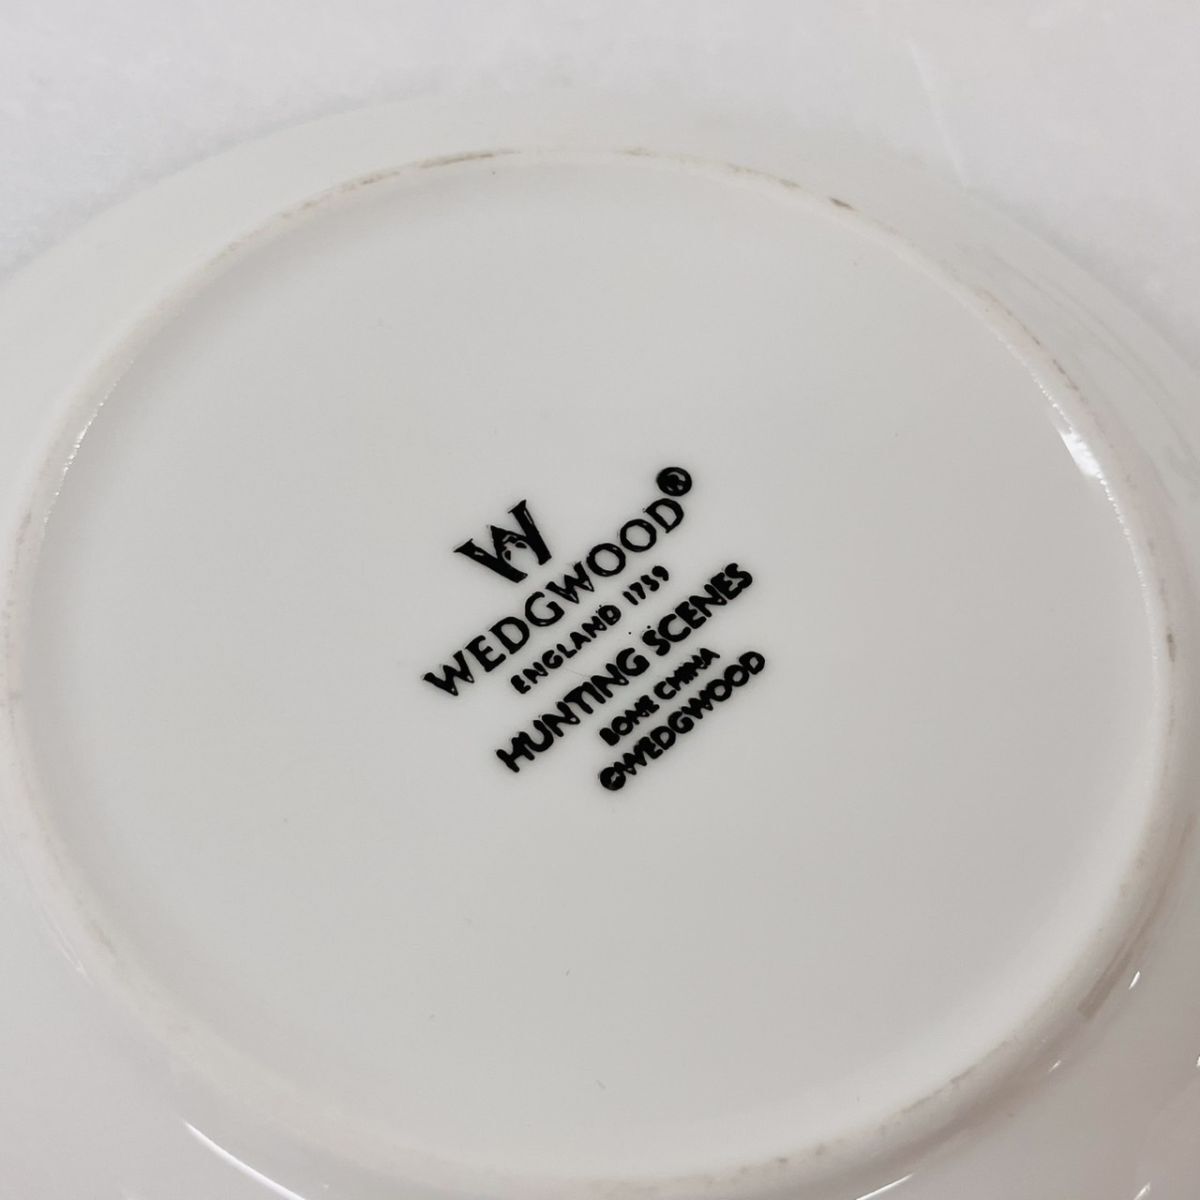 W
WEDGWOOD®
ENGLAND 1759
HUNTING SCENES
BONE CHINA
©WEDGWOOD